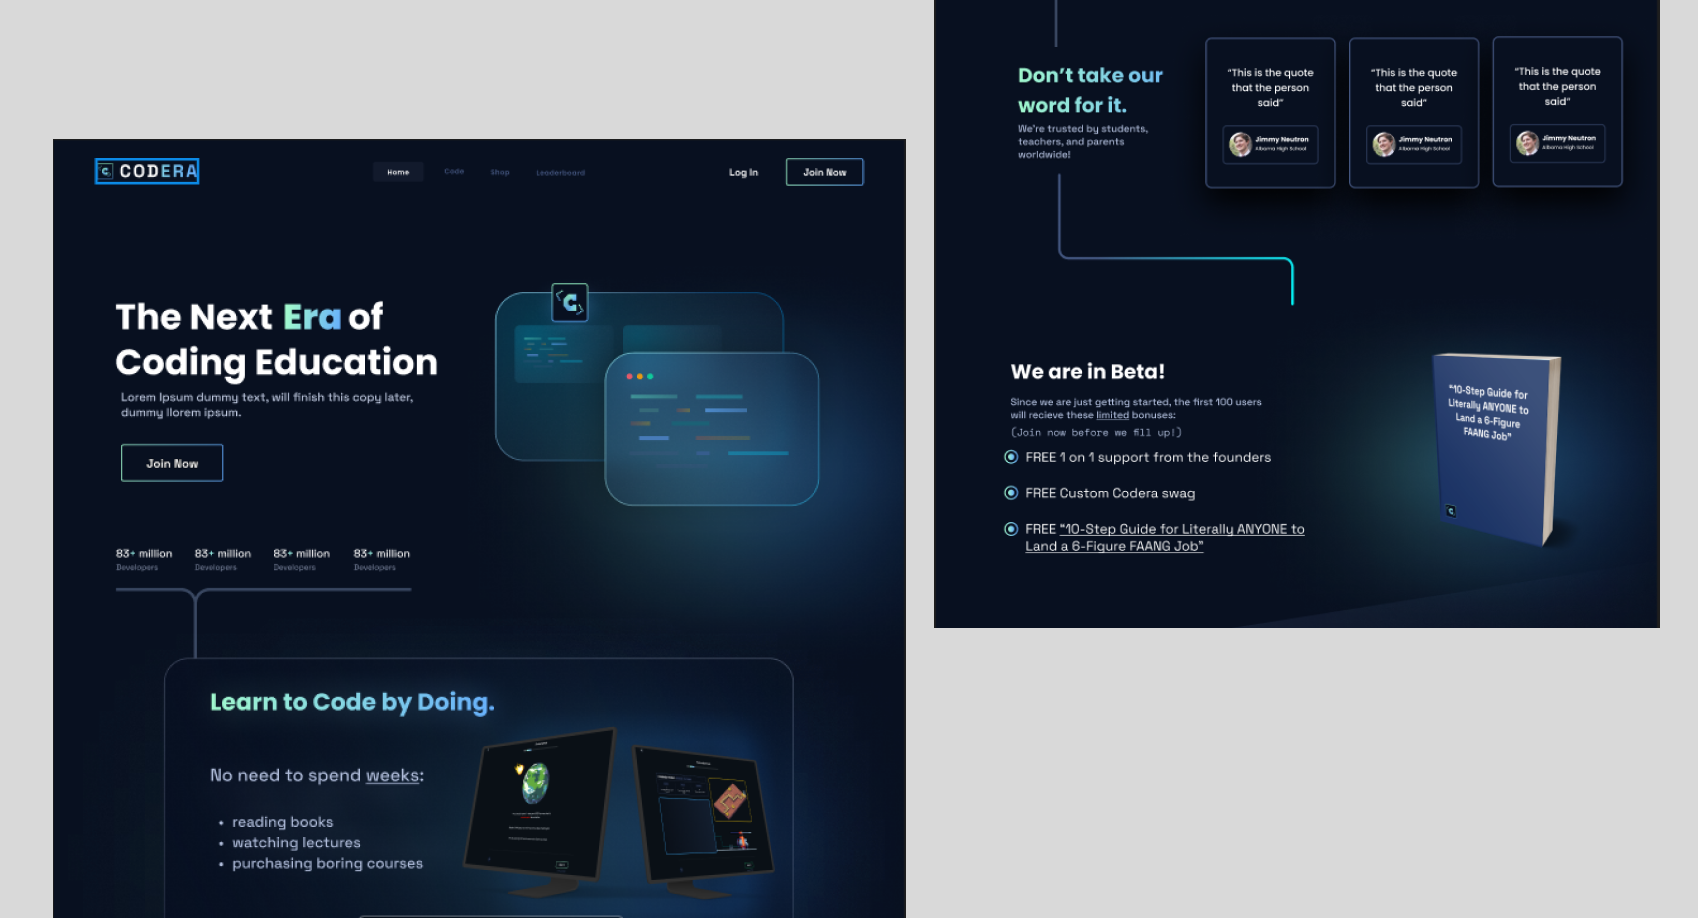 CODERA
Home
Code
Shop
Leaderboard
Log In
Join Now
The Next Era of
Coding Education
Lorem Ipsum dummy text, will finish this copy later,
dummy llorem ipsum.
Join Now
83+ million
Developers
83+ million
Developers
83+ million
Developers
83+ million
Developers
Learn to Code by Doing.
No need to spend weeks:
• reading books
• watching lectures
• purchasing boring courses
Don't take our
word for it.
We're trusted by students,
teachers, and parents
worldwide!
"This is the quote
that the person
said"
Jimmy Neutron
Albama High School
"This is the quote
that the person
said"
Jimmy Neutron
Albama High School
"This is the quote
that the person
said"
Jimmy Neutron
Albama High School
We are in Beta!
Since we are just getting started, the first 100 users
will recieve these limited bonuses:
(Join now before we fill up!)
FREE 1 on 1 support from the founders
FREE Custom Codera swag
FREE "10-Step Guide for Literally ANYONE to
Land a 6-Figure FAANG Job"
"10-Step Guide for
Literally ANYONE to
Land a 6-Figure
FAANG Job"